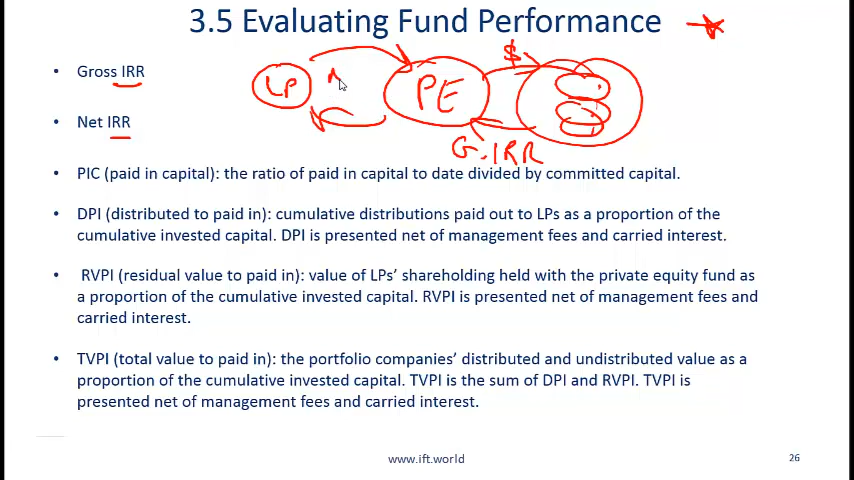 3.5 Evaluating Fund Performance
• Gross IRR
LP
PE
$
• Net IRR
G.IRR
• PIC (paid in capital): the ratio of paid in capital to date divided by committed capital.
• DPI (distributed to paid in): cumulative distributions paid out to LPs as a proportion of the
cumulative invested capital. DPI is presented net of management fees and carried interest.
• RVPI (residual value to paid in): value of LPs’ shareholding held with the private equity fund as
a proportion of the cumulative invested capital. RVPI is presented net of management fees and
carried interest.
• TVPI (total value to paid in): the portfolio companies’ distributed and undistributed value as a
proportion of the cumulative invested capital. TVPI is the sum of DPI and RVPI. TVPI is
presented net of management fees and carried interest.
www.ift.world
26